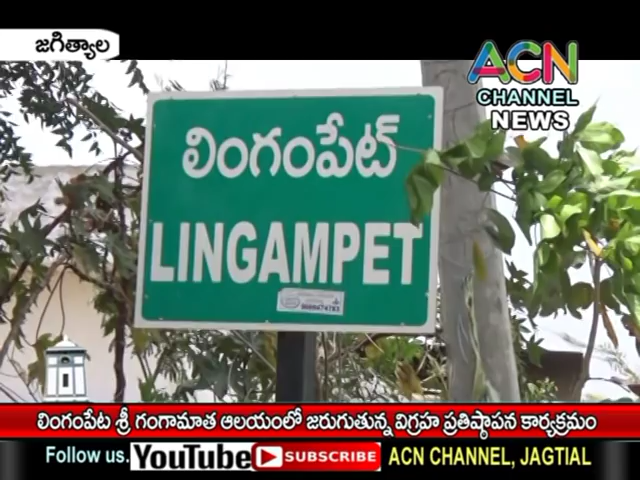 జగిత్యాల
ACN
CHANNEL
NEWS
లింగంపేట్
LINGAMPET
లింగంపేట శ్రీ గంగామాత ఆలయంలో జరుగుతున్న విగ్రహ ప్రతిష్ఠాపన కార్యక్రమం
Follow us. YouTube SUBSCRIBE ACN CHANNEL, JAGTIAL